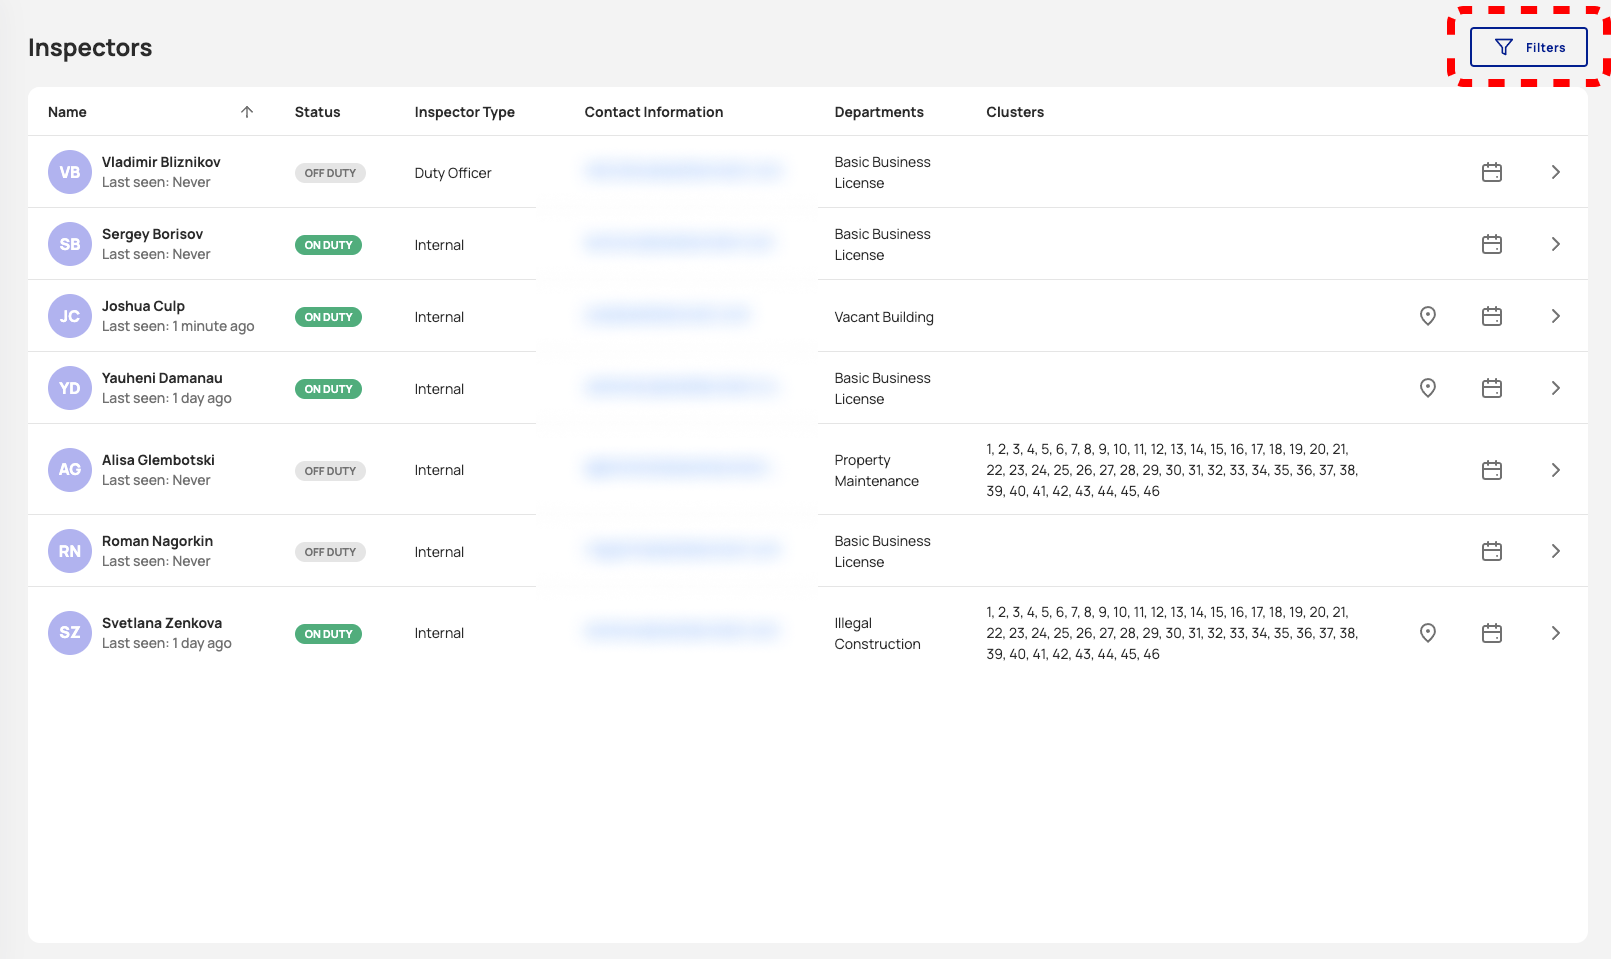 Inspectors
Filters
Name Status Inspector Type Contact Information Departments Clusters
VB Vladimir Bliznikov
Last seen: Never
OFF DUTY
Duty Officer
Basic Business
License
SB Sergey Borisov
Last seen: Never
ON DUTY
Internal
Basic Business
License
JC Joshua Culp
Last seen: 1 minute ago
ON DUTY
Internal
Vacant Building
YD Yauheni Damanau
Last seen: 1 day ago
ON DUTY
Internal
Basic Business
License
AG Alisa Glembotski
Last seen: Never
OFF DUTY
Internal
Property
Maintenance
1, 2, 3, 4, 5, 6, 7, 8, 9, 10, 11, 12, 13, 14, 15, 16, 17, 18, 19, 20, 21,
22, 23, 24, 25, 26, 27, 28, 29, 30, 31, 32, 33, 34, 35, 36, 37, 38,
39, 40, 41, 42, 43, 44, 45, 46
RN Roman Nagorkin
Last seen: Never
OFF DUTY
Internal
Basic Business
License
SZ Svetlana Zenkova
Last seen: 1 day ago
ON DUTY
Internal
Illegal
Construction
1, 2, 3, 4, 5, 6, 7, 8, 9, 10, 11, 12, 13, 14, 15, 16, 17, 18, 19, 20, 21,
22, 23, 24, 25, 26, 27, 28, 29, 30, 31, 32, 33, 34, 35, 36, 37, 38,
39, 40, 41, 42, 43, 44, 45, 46